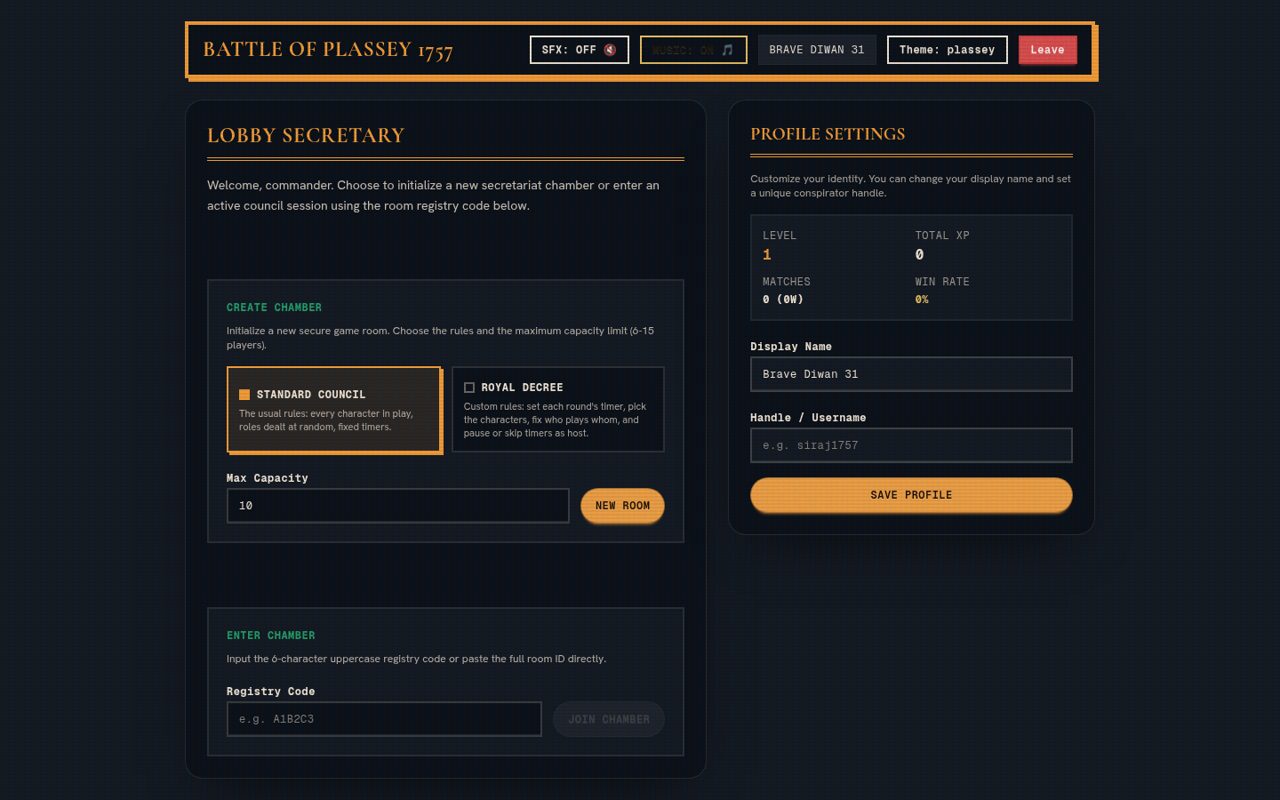 BATTLE OF PLASSEY 1757
SFX: OFF 🔇
MUSIC: ON 🎵
BRAVE DIWAN 31
Theme: plassey
Leave
LOBBY SECRETARY
Welcome, commander. Choose to initialize a new secretariat chamber or enter an
active council session using the room registry code below.
CREATE CHAMBER
Initialize a new secure game room. Choose the rules and the maximum capacity limit (6-15
players).
STANDARD COUNCIL
The usual rules: every character in play,
roles dealt at random, fixed timers.
ROYAL DECREE
Custom rules: set each round's timer, pick
the characters, fix who plays whom, and
pause or skip timers as host.
Max Capacity
10
NEW ROOM
ENTER CHAMBER
Input the 6-character uppercase registry code or paste the full room ID directly.
Registry Code
e.g. A1B2C3
JOIN CHAMBER
PROFILE SETTINGS
Customize your identity. You can change your display name and set
a unique conspirator handle.
LEVEL
1
TOTAL XP
0
MATCHES
0 (0W)
WIN RATE
0%
Display Name
Brave Diwan 31
Handle / Username
e.g. siraj1757
SAVE PROFILE